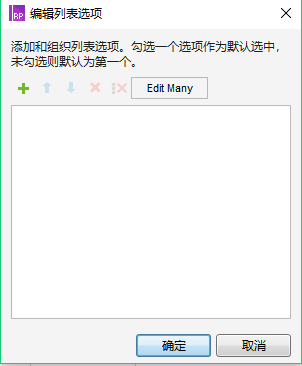 RP 编辑列表选项
添加和组织列表选项。勾选一个选项作为默认选中，
未勾选则默认为第一个。
Edit Many
确定 取消